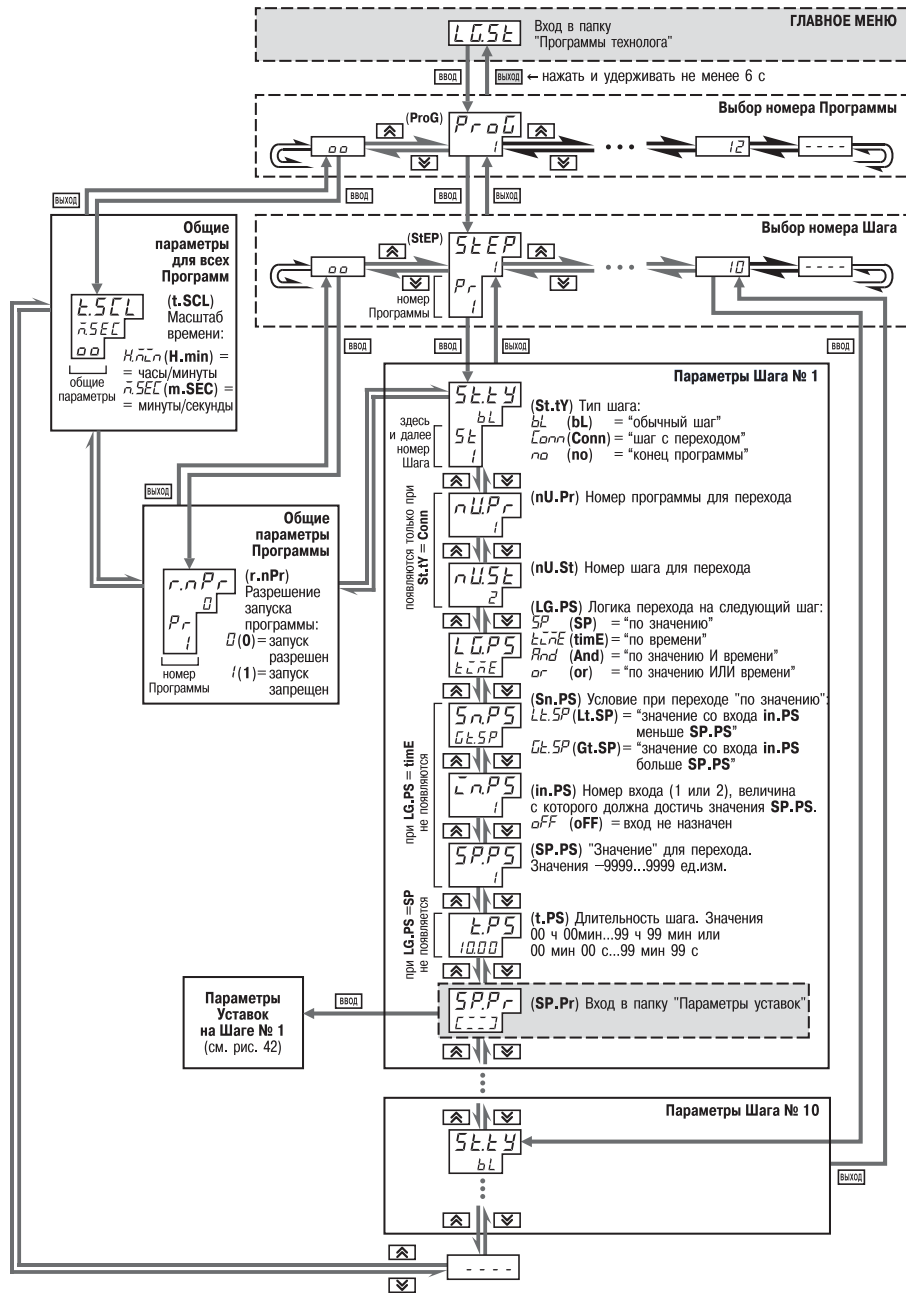 ГЛАВНОЕ МЕНЮ
LG.St
Вход в папку
"Программы технолога"
ВВОД
ВЫХОД ← нажать и удерживать не менее 6 с
Выбор номера Программы
(ProG)
ProG
1
oo
• • •
12
- - - -
ВЫХОД
ВВОД
ВВОД
ВЫХОД
Выбор номера Шага
(StEP)
StEP
1
Pr
1
номер
Программы
oo
• • •
10
- - - -
Общие
параметры
для всех
Программ
t.SCL
m.SEC
oo
общие
параметры
(t.SCL)
Масштаб
времени:
H.min (H.min) =
= часы/минуты
m.SEC (m.SEC) =
= минуты/секунды
ВВОД
ВВОД
ВЫХОД
ВВОД
ВЫХОД
Общие
параметры
Программы
r.nPr
0
Pr
1
номер
Программы
(r.nPr)
Разрешение
запуска
программы:
0 (0) = запуск
разрешен
1 (1) = запуск
запрещен
Параметры Шага № 1
St.tY
bL
St
1
здесь
и далее
номер
Шага
(St.tY) Тип шага:
bL (bL) = “обычный шаг”
Conn (Conn) = “шаг с переходом”
no (no) = “конец программы”
появляются только при
St.tY = Conn
nU.Pr
1
(nU.Pr) Номер программы для перехода
nU.St
2
(nU.St) Номер шага для перехода
LG.PS
timE
(LG.PS) Логика перехода на следующий шаг:
SP (SP) = “по значению”
timE (timE) = “по времени”
And (And) = “по значению И времени”
or (or) = “по значению ИЛИ времени”
при LG.PS = timE
не появляются
Sn.PS
Gt.SP
(Sn.PS) Условие при переходе "по значению":
Lt.SP (Lt.SP) = “значение со входа in.PS
меньше SP.PS”
Gt.SP (Gt.SP) = “значение со входа in.PS
больше SP.PS”
in.PS
1
(in.PS) Номер входа (1 или 2), величина
с которого должна достичь значения SP.PS.
oFF (oFF) = вход не назначен
SP.PS
1
(SP.PS) "Значение" для перехода.
Значения –9999...9999 ед.изм.
при LG.PS =SP
не появляется
t.PS
10.00
(t.PS) Длительность шага. Значения
00 ч 00мин...99 ч 99 мин или
00 мин 00 с...99 мин 99 с
SP.Pr
[---]
(SP.Pr) Вход в папку "Параметры уставок"
ВВОД
Параметры
Уставок
на Шаге № 1
(см. рис. 42)
Параметры Шага № 10
St.tY
bL
ВЫХОД
- - - -